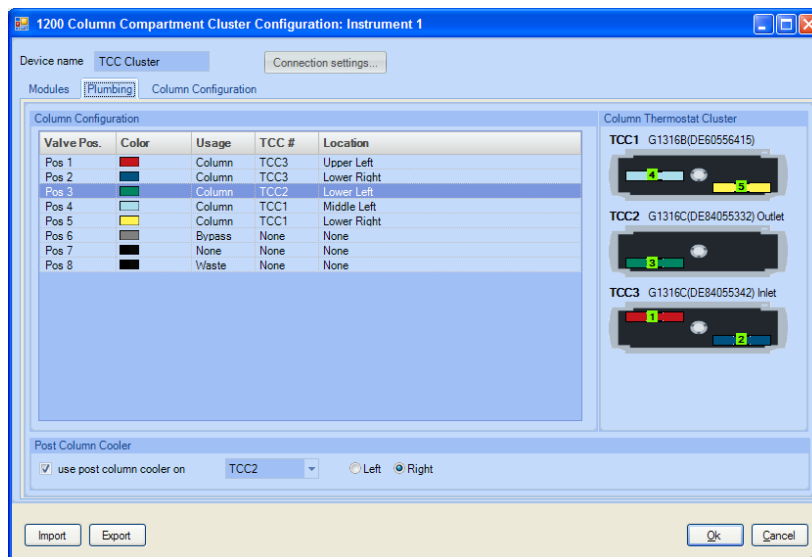 1200 Column Compartment Cluster Configuration: Instrument 1
Device name TCC Cluster Connection settings...
Modules Plumbing Column Configuration
Column Configuration
Valve Pos. Color Usage TCC # Location
Pos 1 Column TCC3 Upper Left
Pos 2 Column TCC3 Lower Right
Pos 3 Column TCC2 Lower Left
Pos 4 Column TCC1 Middle Left
Pos 5 Column TCC1 Lower Right
Pos 6 Bypass None None
Pos 7 None None None
Pos 8 Waste None None
Column Thermostat Cluster
TCC1 G1316B(DE60556415)
4
5
TCC2 G1316C(DE84055332) Outlet
3
TCC3 G1316C(DE84055342) Inlet
1
2
Post Column Cooler
use post column cooler on TCC2 Left Right
Import Export Ok Cancel